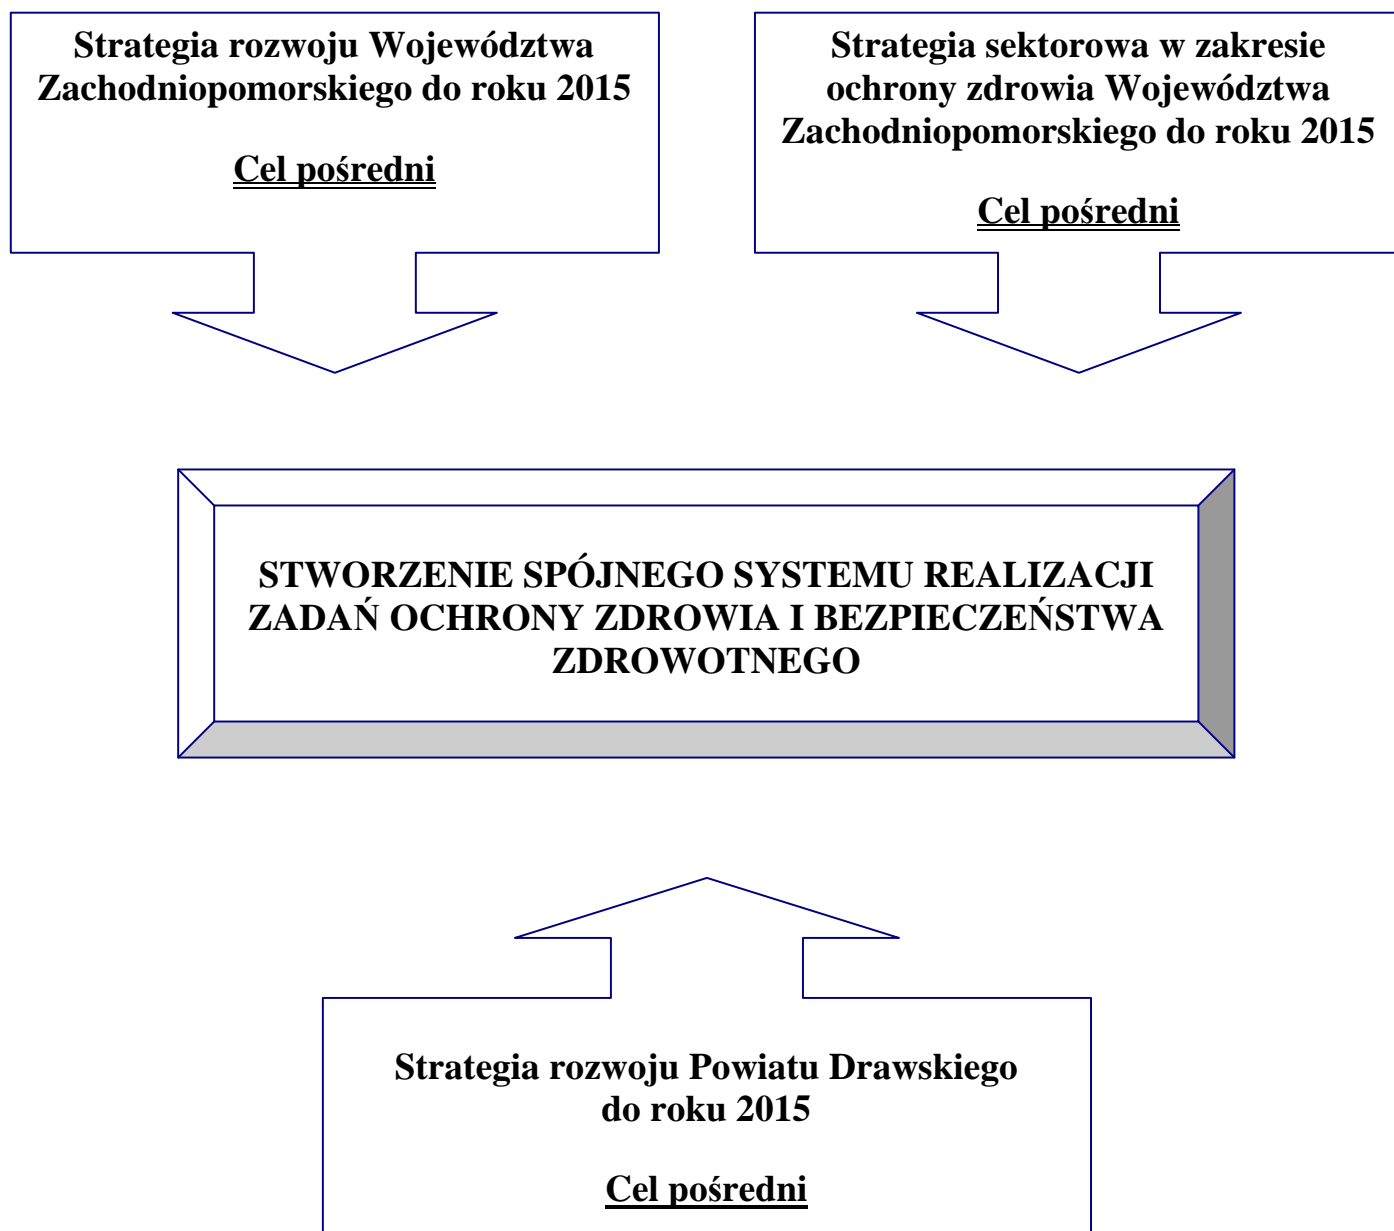 Strategia rozwoju Województwa
Zachodniopomorskiego do roku 2015
Cel pośredni
Strategia sektorowa w zakresie
ochrony zdrowia Województwa
Zachodniopomorskiego do roku 2015
Cel pośredni
STWORZENIE SPÓJNEGO SYSTEMU REALIZACJI
ZADAŃ OCHRONY ZDROWIA I BEZPIECZEŃSTWA
ZDROWOTNEGO
Strategia rozwoju Powiatu Drawskiego
do roku 2015
Cel pośredni